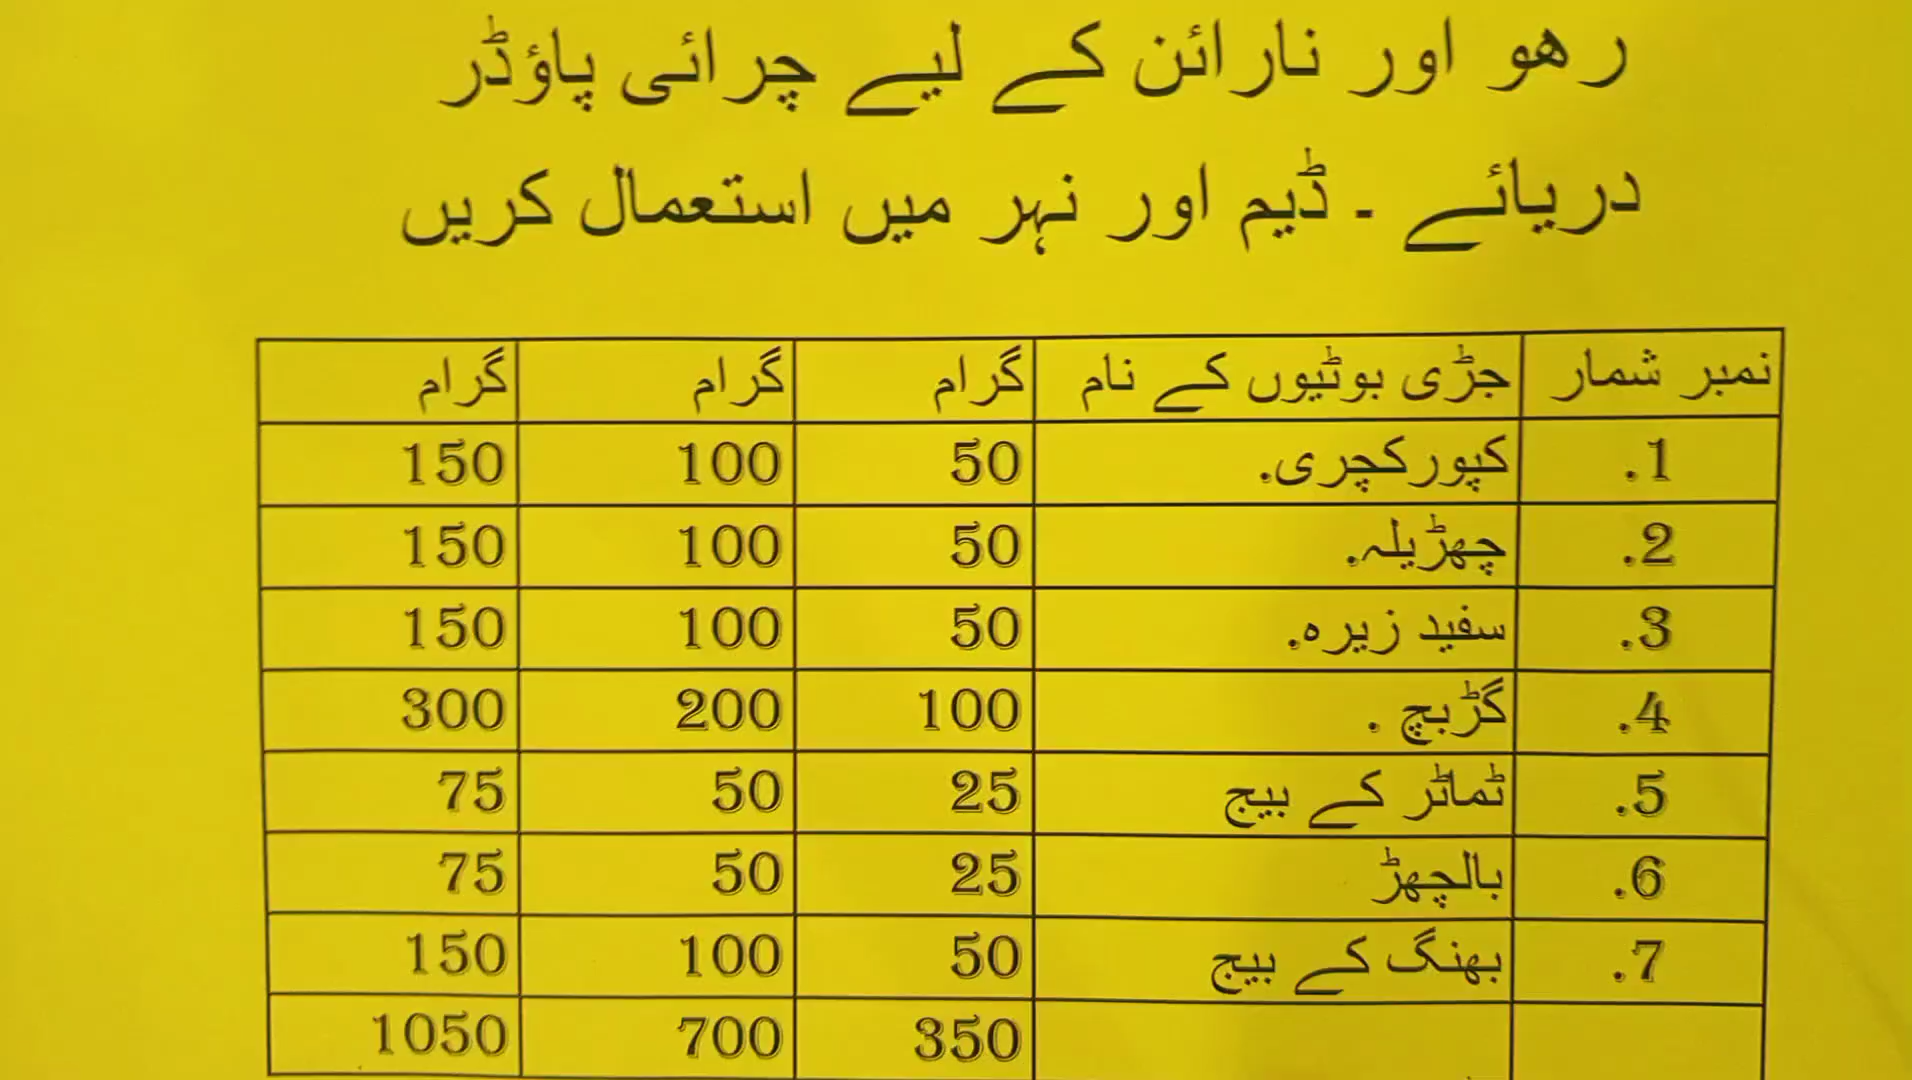 رھو اور نارائن کے لیے چرائی پاؤڈر
دریائے ۔ ڈیم اور نہر میں استعمال کریں
نمبر شمار جڑی بوٹیوں کے نام گرام گرام گرام
1. کپورکچری. 50 100 150
2. چھڑیلہ. 50 100 150
3. سفید زیرہ. 50 100 150
4. گڑبچ . 100 200 300
5. ٹماٹر کے بیج 25 50 75
6. بالچھڑ 25 50 75
7. بھنگ کے بیج 50 100 150
350 700 1050